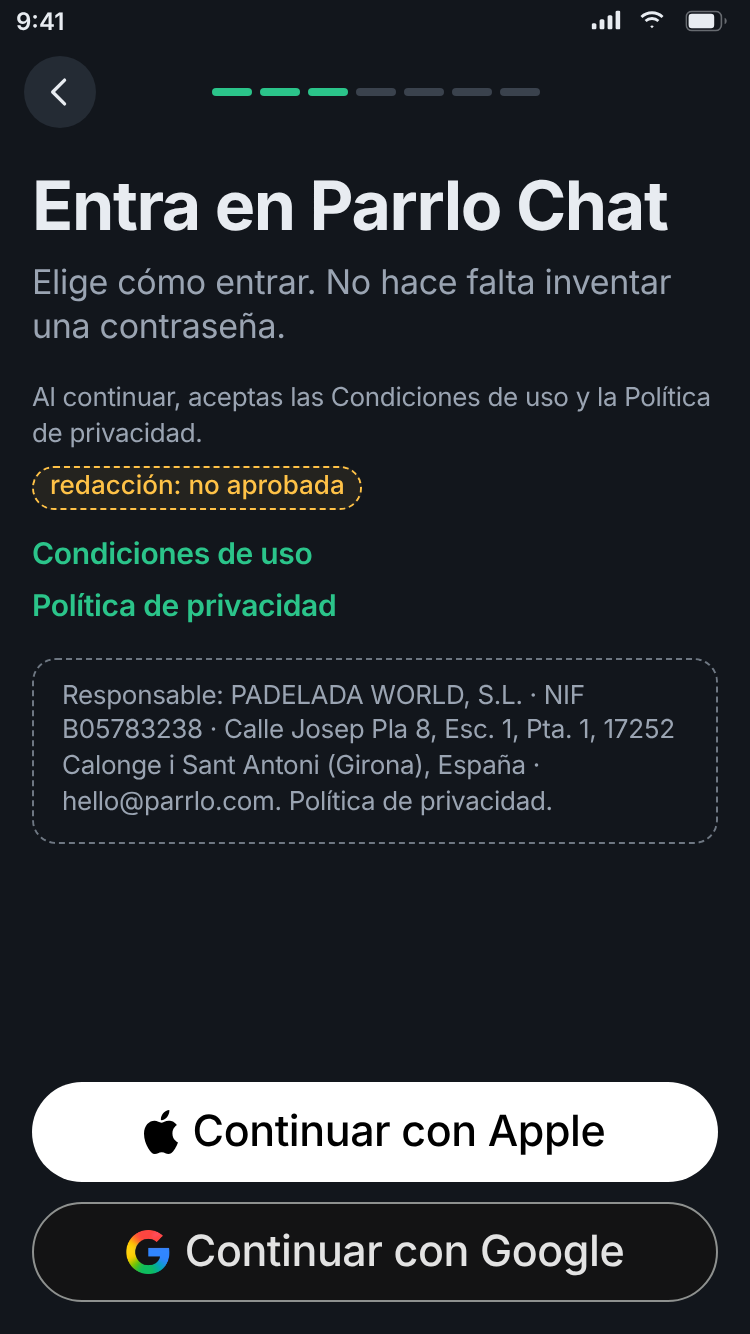 9:41
Entra en Parrlo Chat
Elige cómo entrar. No hace falta inventar
una contraseña.
Al continuar, aceptas las Condiciones de uso y la Política
de privacidad.
redacción: no aprobada
Condiciones de uso
Política de privacidad
Responsable: PADELADA WORLD, S.L. · NIF
B05783238 · Calle Josep Pla 8, Esc. 1, Pta. 1, 17252
Calonge i Sant Antoni (Girona), España ·
hello@parrlo.com. Política de privacidad.
Continuar con Apple
Continuar con Google